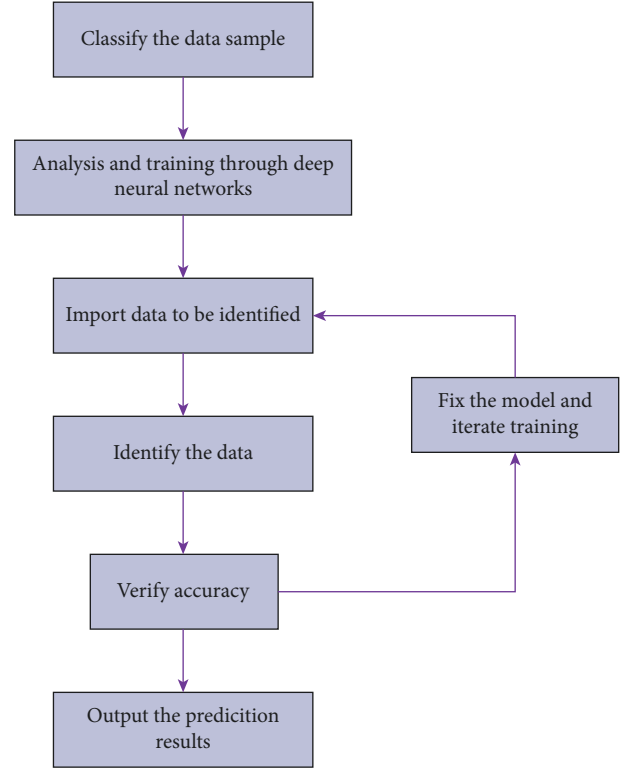 Classify the data sample
Analysis and training through deep
neural networks
Import data to be identified
Fix the model and
iterate training
Identify the data
Verify accuracy
Output the predicition
results